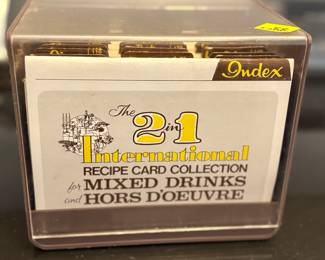 Index
The
2 in 1
International
RECIPE CARD COLLECTION
for MIXED DRINKS
and HORS D'OEUVRE